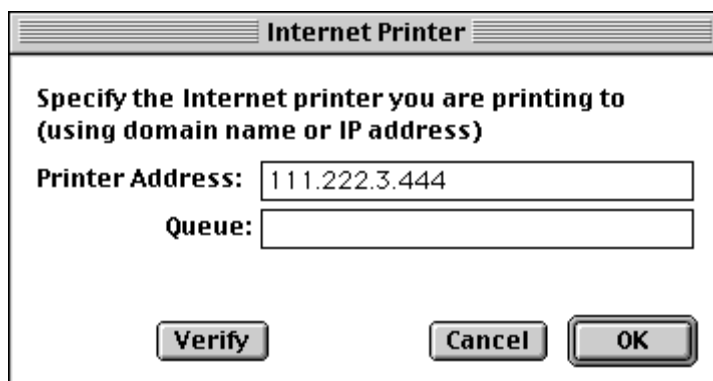 Internet Printer
Specify the Internet printer you are printing to
(using domain name or IP address)
Printer Address: 111.222.3.444
Queue:
Verify Cancel OK